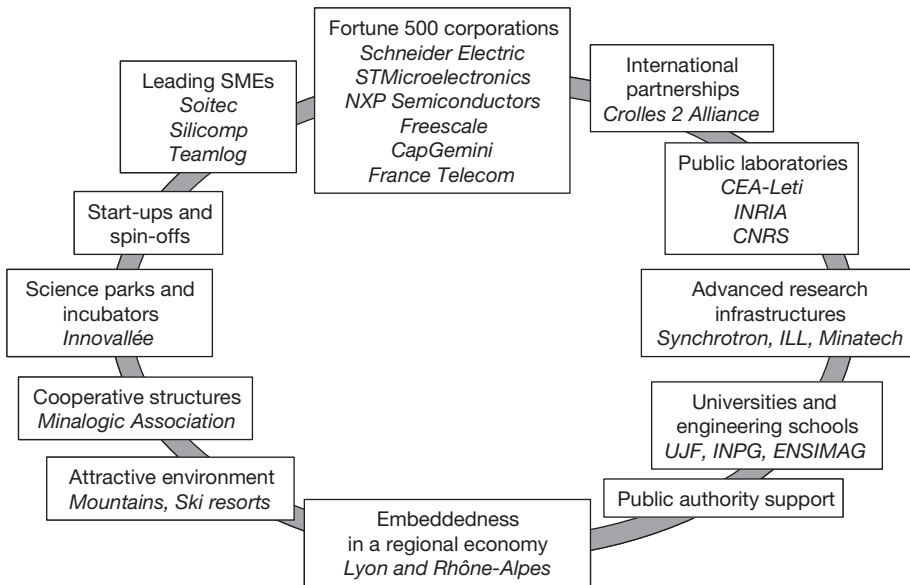 Fortune 500 corporations
Schneider Electric
STMicroelectronics
NXP Semiconductors
Freescale
CapGemini
France Telecom
International
partnerships
Crolles 2 Alliance
Public laboratories
CEA-Leti
INRIA
CNRS
Advanced research
infrastructures
Synchrotron, ILL, Minatech
Universities and
engineering schools
UJF, INPG, ENSIMAG
Public authority support
Embeddedness
in a regional economy
Lyon and Rhône-Alpes
Attractive environment
Mountains, Ski resorts
Cooperative structures
Minalogic Association
Science parks and
incubators
Innovallée
Start-ups and
spin-offs
Leading SMEs
Soitec
Silicomp
Teamlog